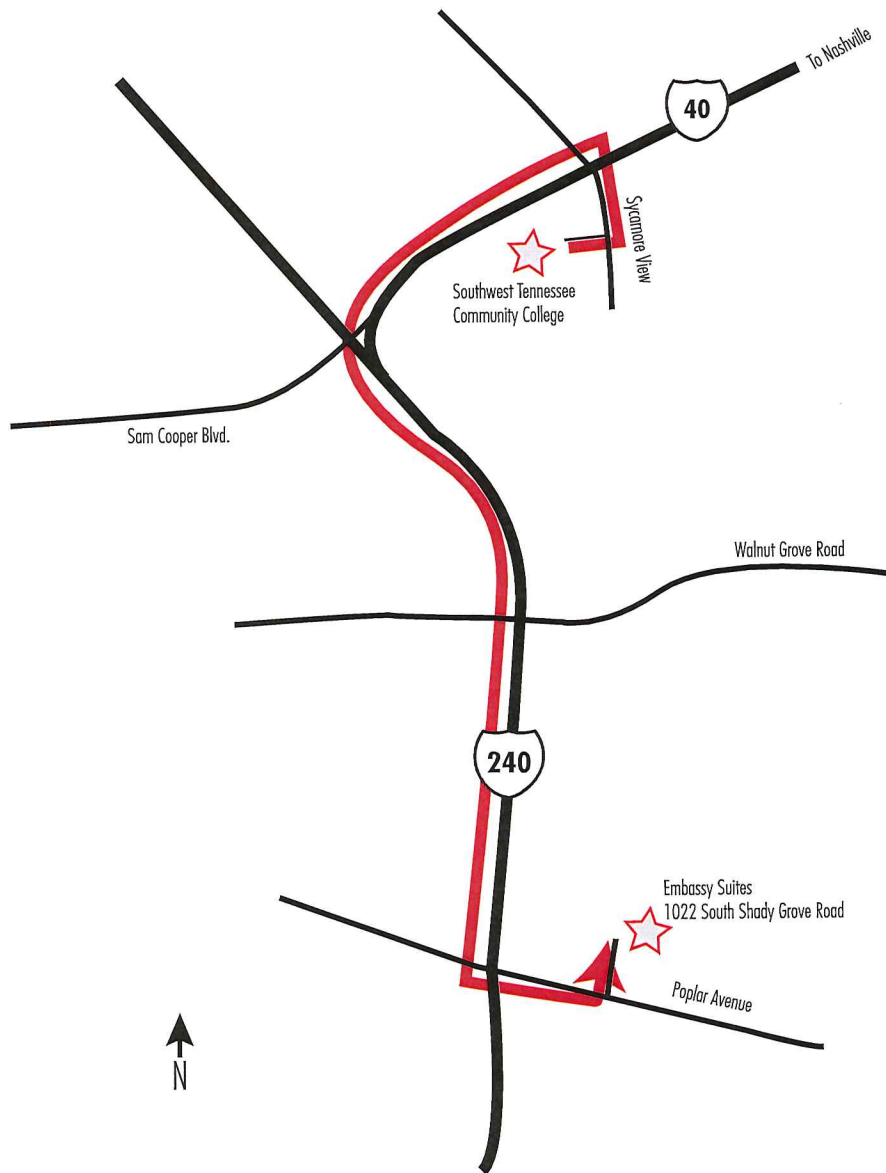 To Nashville
40
Sycamore View
Southwest Tennessee
Community College
Sam Cooper Blvd.
Walnut Grove Road
240
Embassy Suites
1022 South Shady Grove Road
Poplar Avenue
N